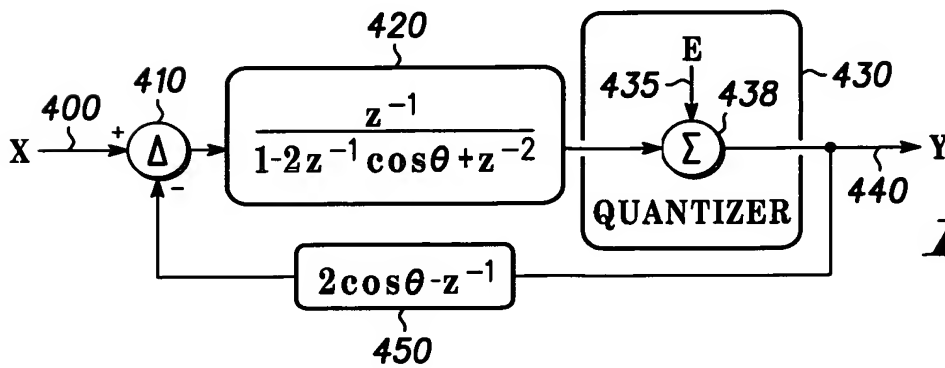 420
E
410
435
438
430
400
X
+
Δ
-
z⁻¹
1-2z⁻¹cosθ+z⁻²
Σ
Y
440
QUANTIZER
2cosθ-z⁻¹
450